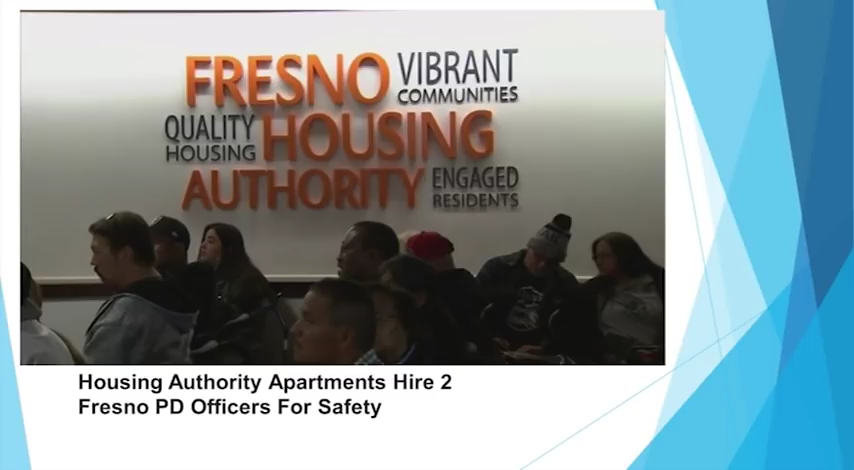 FRESNO VIBRANT
COMMUNITIES
QUALITY
HOUSING HOUSING
AUTHORITY ENGAGED
RESIDENTS
Housing Authority Apartments Hire 2
Fresno PD Officers For Safety